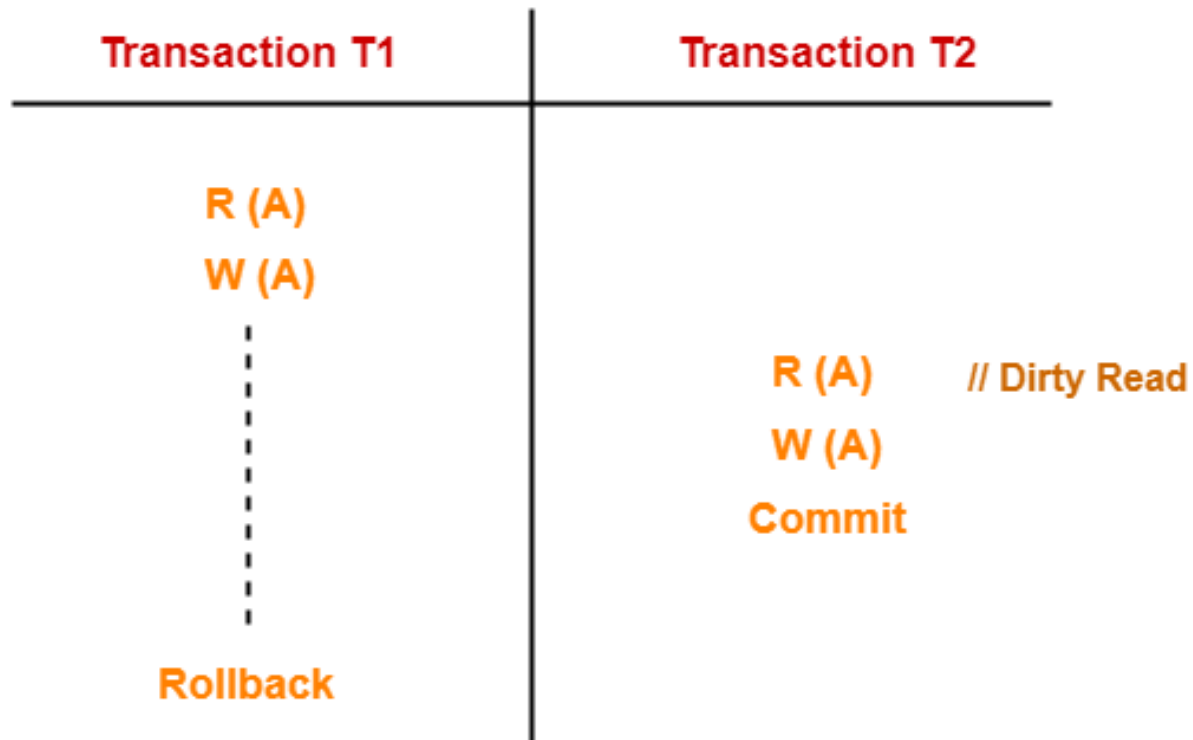 Transaction T1
Transaction T2
R (A)
W (A)
R (A) // Dirty Read
W (A)
Commit
Rollback